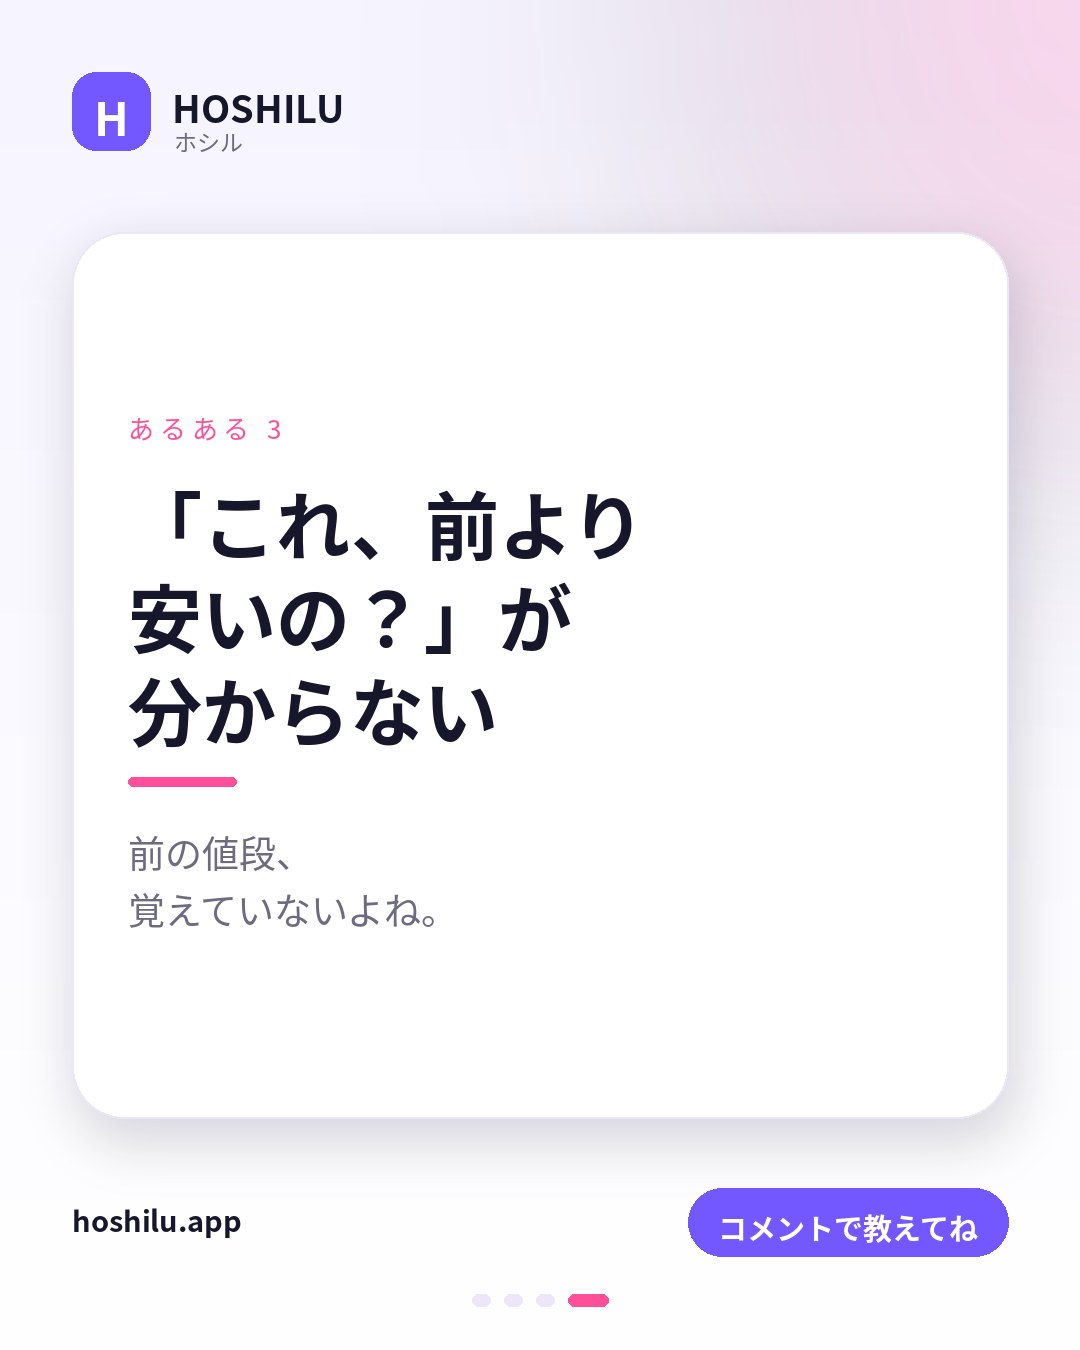 H
HOSHILU
ホシル
あるある 3
「これ、前より
安いの？」が
分からない
前の値段、
覚えていないよね。
hoshilu.app
コメントで教えてね